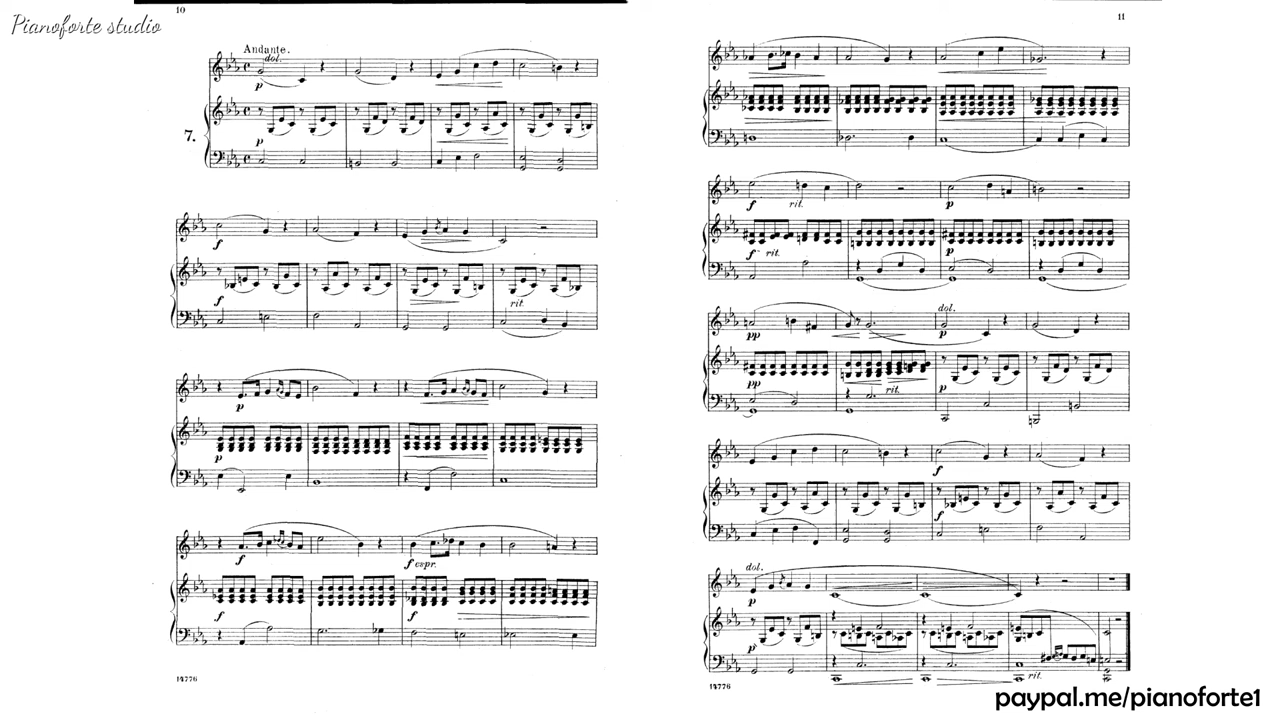 Pianoforte studio
10
Andante.
dol.
p
7.
p
f
f
rit.
p
p
f
f espr.
f
f
14776
11
f
rit.
p
f
rit.
p
pp
dol.
p
pp
rit.
p
f
f
dol.
p
rit.
14776
paypal.me/pianoforte1